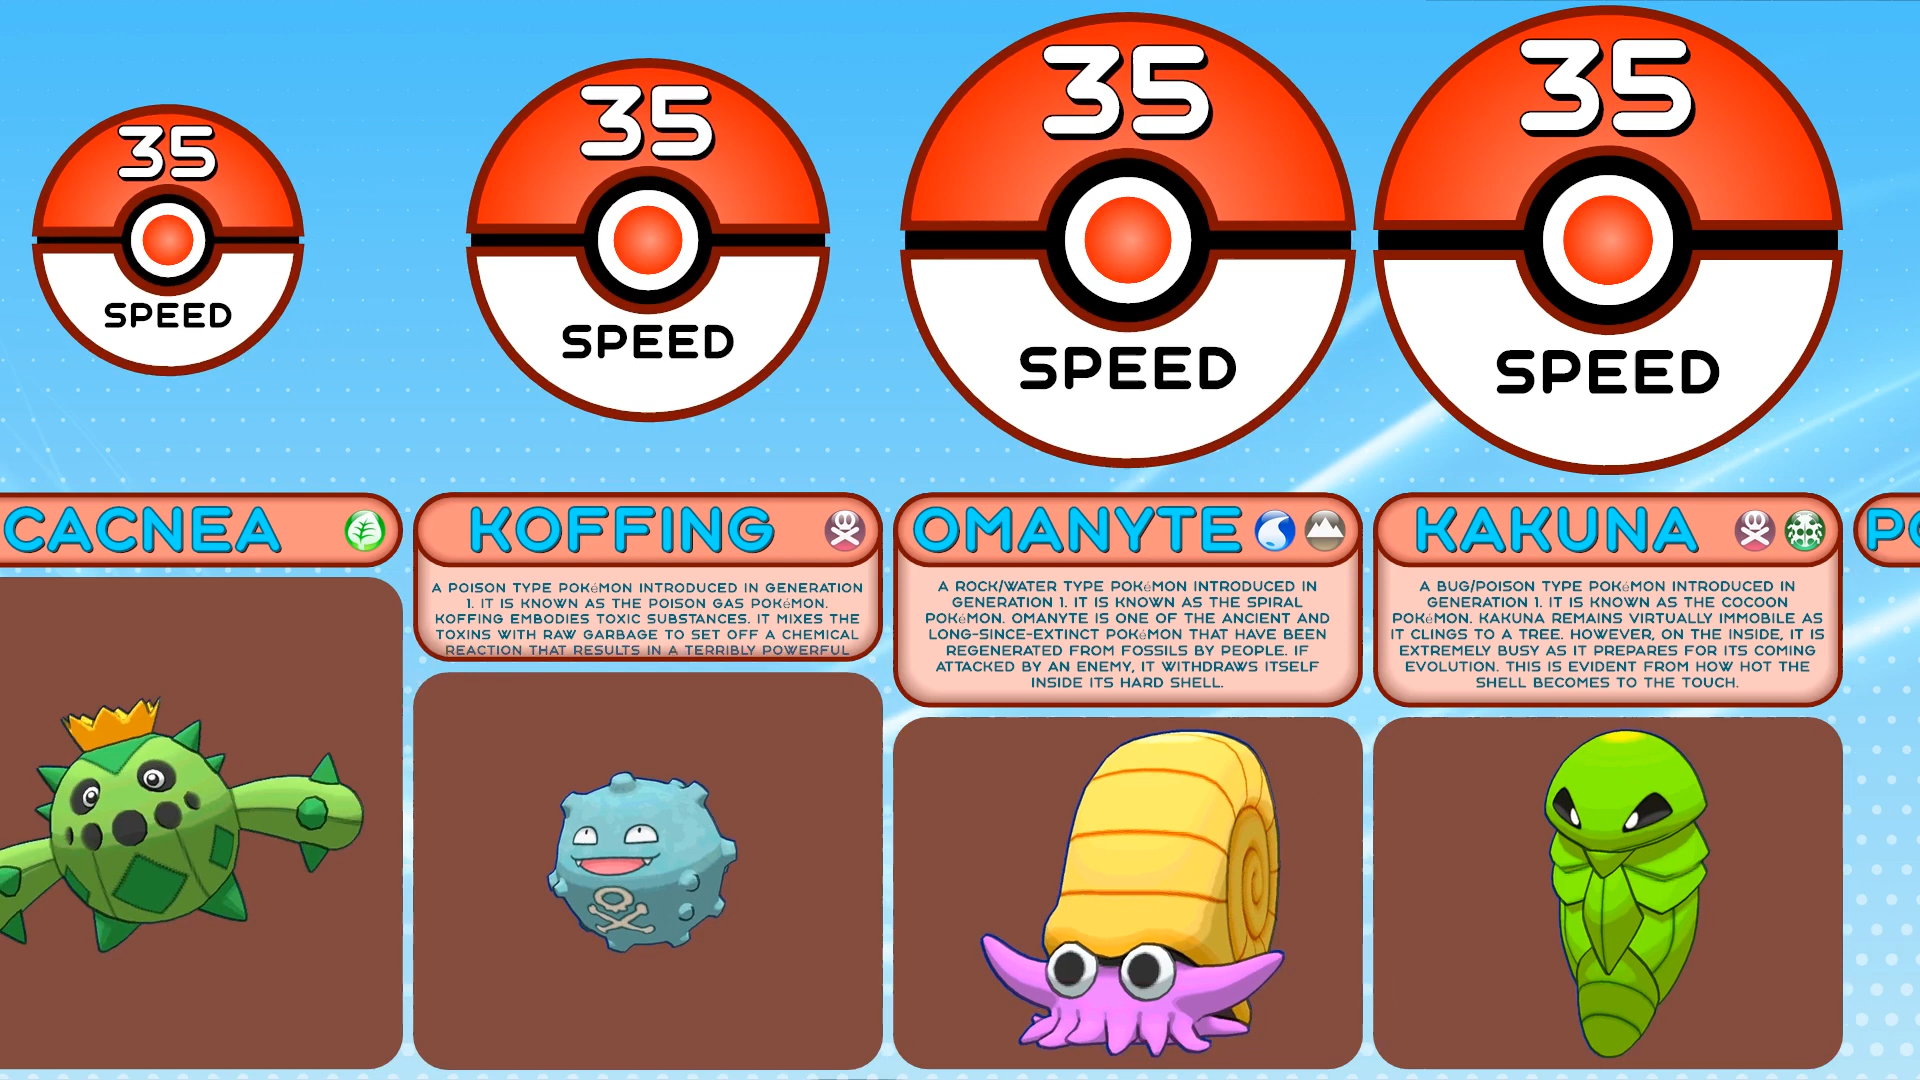 35
SPEED
35
SPEED
35
SPEED
35
SPEED
CACNEA
KOFFING
A POISON TYPE POKéMON INTRODUCED IN GENERATION
1. IT IS KNOWN AS THE POISON GAS POKéMON.
KOFFING EMBODIES TOXIC SUBSTANCES. IT MIXES THE
TOXINS WITH RAW GARBAGE TO SET OFF A CHEMICAL
REACTION THAT RESULTS IN A TERRIBLY POWERFUL
OMANYTE
A ROCK/WATER TYPE POKéMON INTRODUCED IN
GENERATION 1. IT IS KNOWN AS THE SPIRAL
POKéMON. OMANYTE IS ONE OF THE ANCIENT AND
LONG-SINCE-EXTINCT POKéMON THAT HAVE BEEN
REGENERATED FROM FOSSILS BY PEOPLE. IF
ATTACKED BY AN ENEMY, IT WITHDRAWS ITSELF
INSIDE ITS HARD SHELL.
KAKUNA
A BUG/POISON TYPE POKéMON INTRODUCED IN
GENERATION 1. IT IS KNOWN AS THE COCOON
POKéMON. KAKUNA REMAINS VIRTUALLY IMMOBILE AS
IT CLINGS TO A TREE. HOWEVER, ON THE INSIDE, IT IS
EXTREMELY BUSY AS IT PREPARES FOR ITS COMING
EVOLUTION. THIS IS EVIDENT FROM HOW HOT THE
SHELL BECOMES TO THE TOUCH.